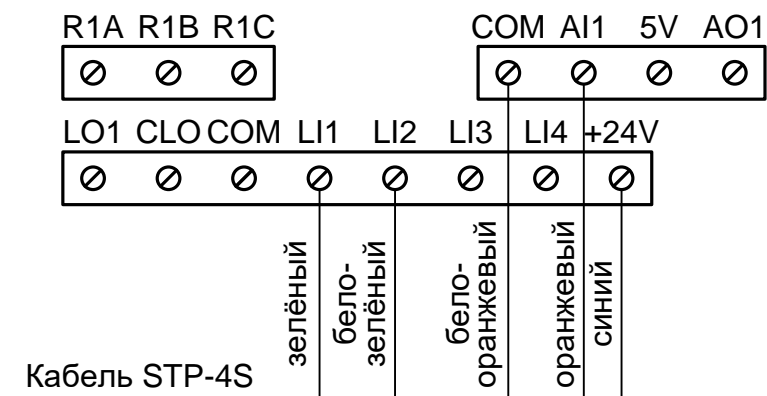 R1A R1B R1C
COM AI1 5V AO1
LO1 CLO COM LI1 LI2 LI3 LI4 +24V
зелёный
бело-
зелёный
бело-
оранжевый
оранжевый
синий
Кабель STP-4S